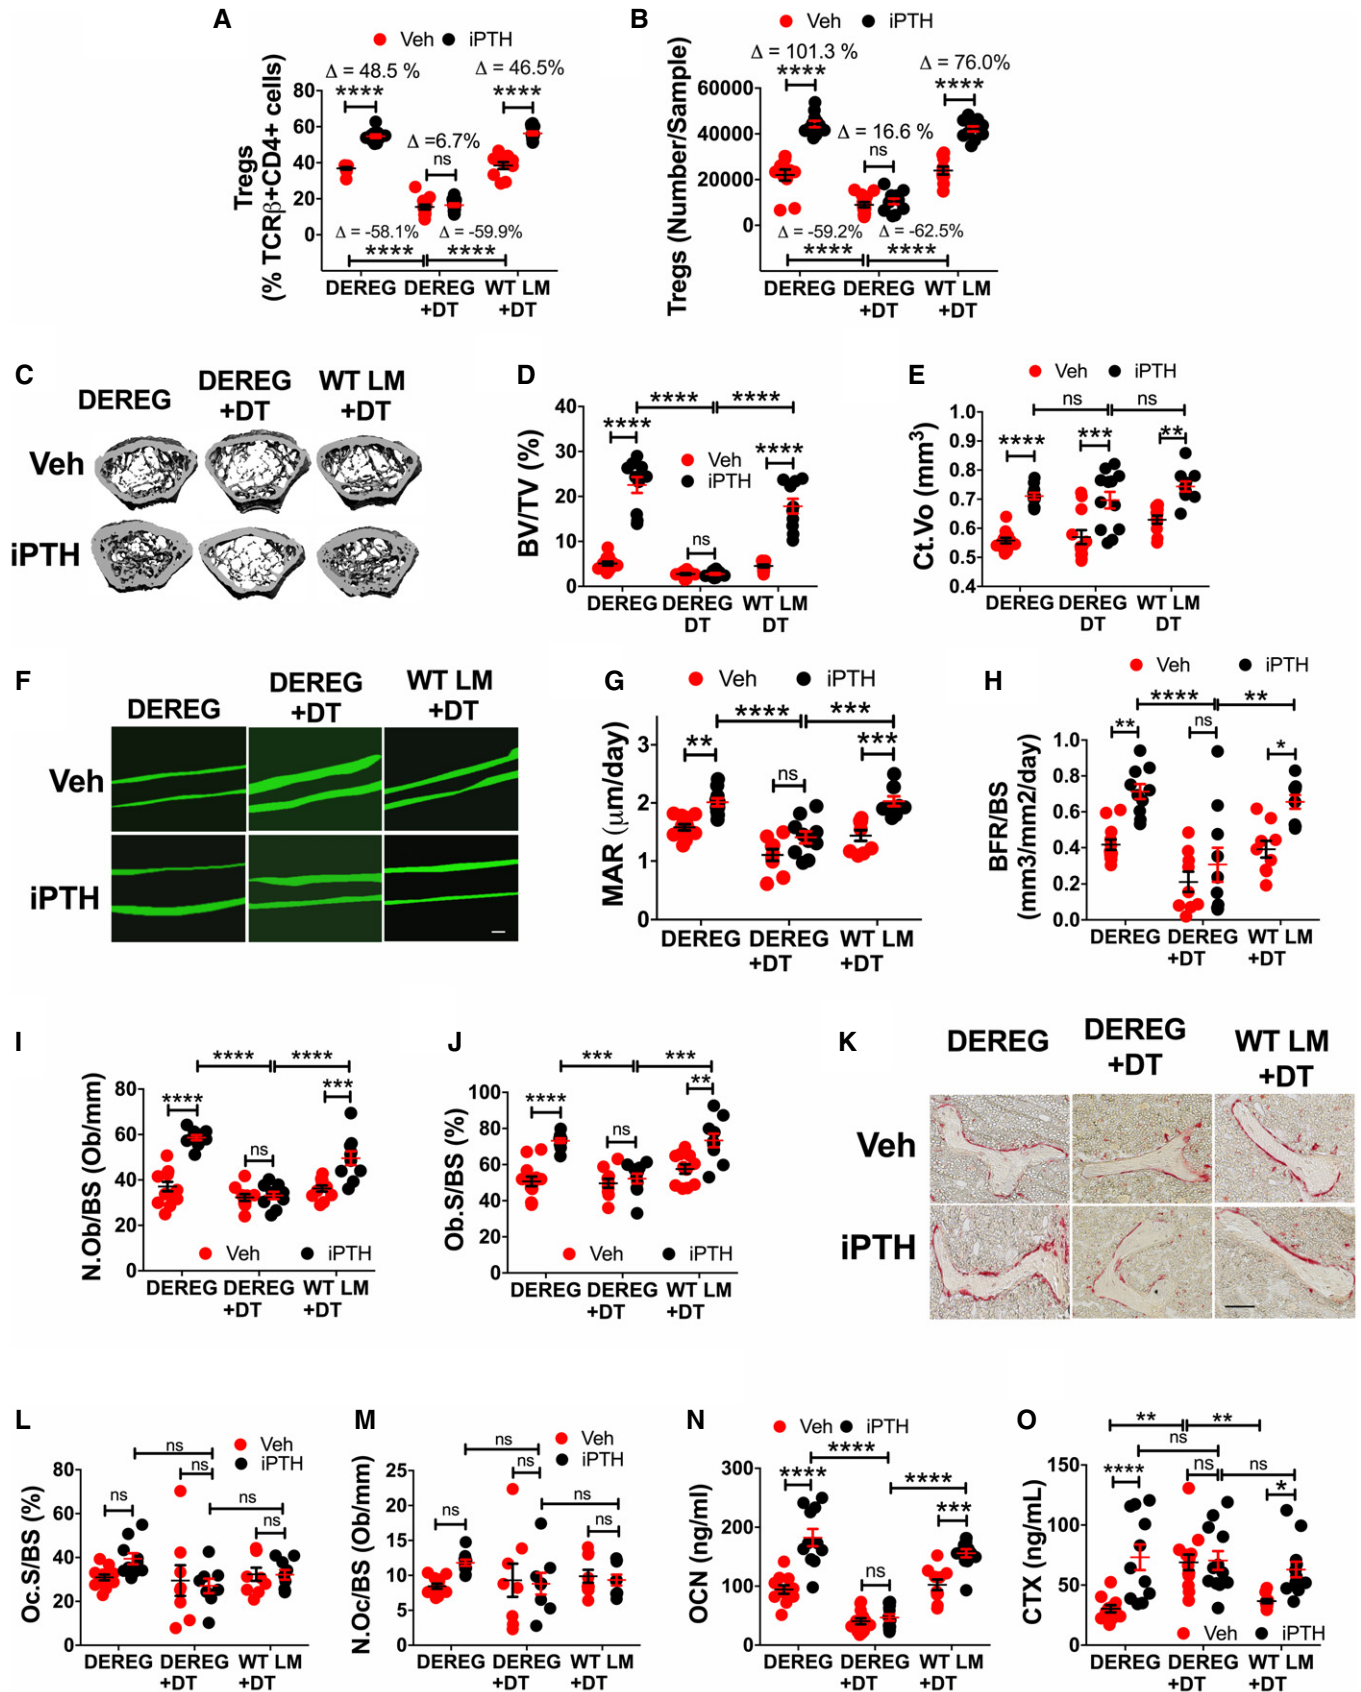 A
Veh iPTH
Δ = 48.5 %
Δ = 46.5%
****
****
Δ =6.7%
ns
80
60
40
20
0
Tregs
(% TCRβ+CD4+ cells)
Δ = -58.1%
Δ = -59.9%
****
****
DEREG DEREG WT LM
+DT +DT
B
Veh iPTH
Δ = 101.3 %
Δ = 76.0%
****
****
Δ = 16.6 %
ns
60000
40000
20000
0
Tregs (Number/Sample)
Δ = -59.2%
Δ = -62.5%
****
****
DEREG DEREG WT LM
+DT +DT
C
DEREG DEREG WT LM
+DT +DT
Veh
iPTH
D
**** ****
****
****
Veh
iPTH
ns
40
30
20
10
0
BV/TV (%)
DEREG DEREG WT LM
DT DT
E
Veh iPTH
ns ns
****
***
**
1.0
0.9
0.8
0.7
0.6
0.5
0.4
Ct.Vo (mm3)
DEREG DEREG WT LM
DT DT
F
DEREG DEREG WT LM
+DT +DT
Veh
iPTH
G
Veh iPTH
**** ***
**
ns
***
3
2
1
0
MAR (μm/day)
DEREG DEREG WT LM
+DT +DT
H
Veh iPTH
**** **
**
ns
*
1.0
0.8
0.6
0.4
0.2
0.0
BFR/BS
(mm3/mm2/day)
DEREG DEREG WT LM
+DT +DT
I
**** ****
****
ns
***
80
60
40
20
0
N.Ob/BS (Ob/mm)
Veh iPTH
DEREG DEREG WT LM
+DT +DT
J
*** ***
****
ns
**
100
80
60
40
20
0
Ob.S/BS (%)
Veh iPTH
DEREG DEREG WT LM
+DT +DT
K
DEREG DEREG WT LM
+DT +DT
Veh
iPTH
L
Veh
iPTH
ns
ns
ns
ns
ns
80
60
40
20
0
Oc.S/BS (%)
DEREG DEREG WT LM
+DT +DT
M
Veh
iPTH
ns
ns
ns
ns
ns
25
20
15
10
5
0
N.Oc/BS (Ob/mm)
DEREG DEREG WT LM
+DT +DT
N
Veh iPTH
****
****
****
***
ns
300
200
100
0
OCN (ng/ml)
DEREG DEREG WT LM
+DT +DT
O
** **
ns
****
ns
ns
*
150
100
50
0
CTX (ng/mL)
Veh iPTH
DEREG DEREG WT LM
+DT +DT